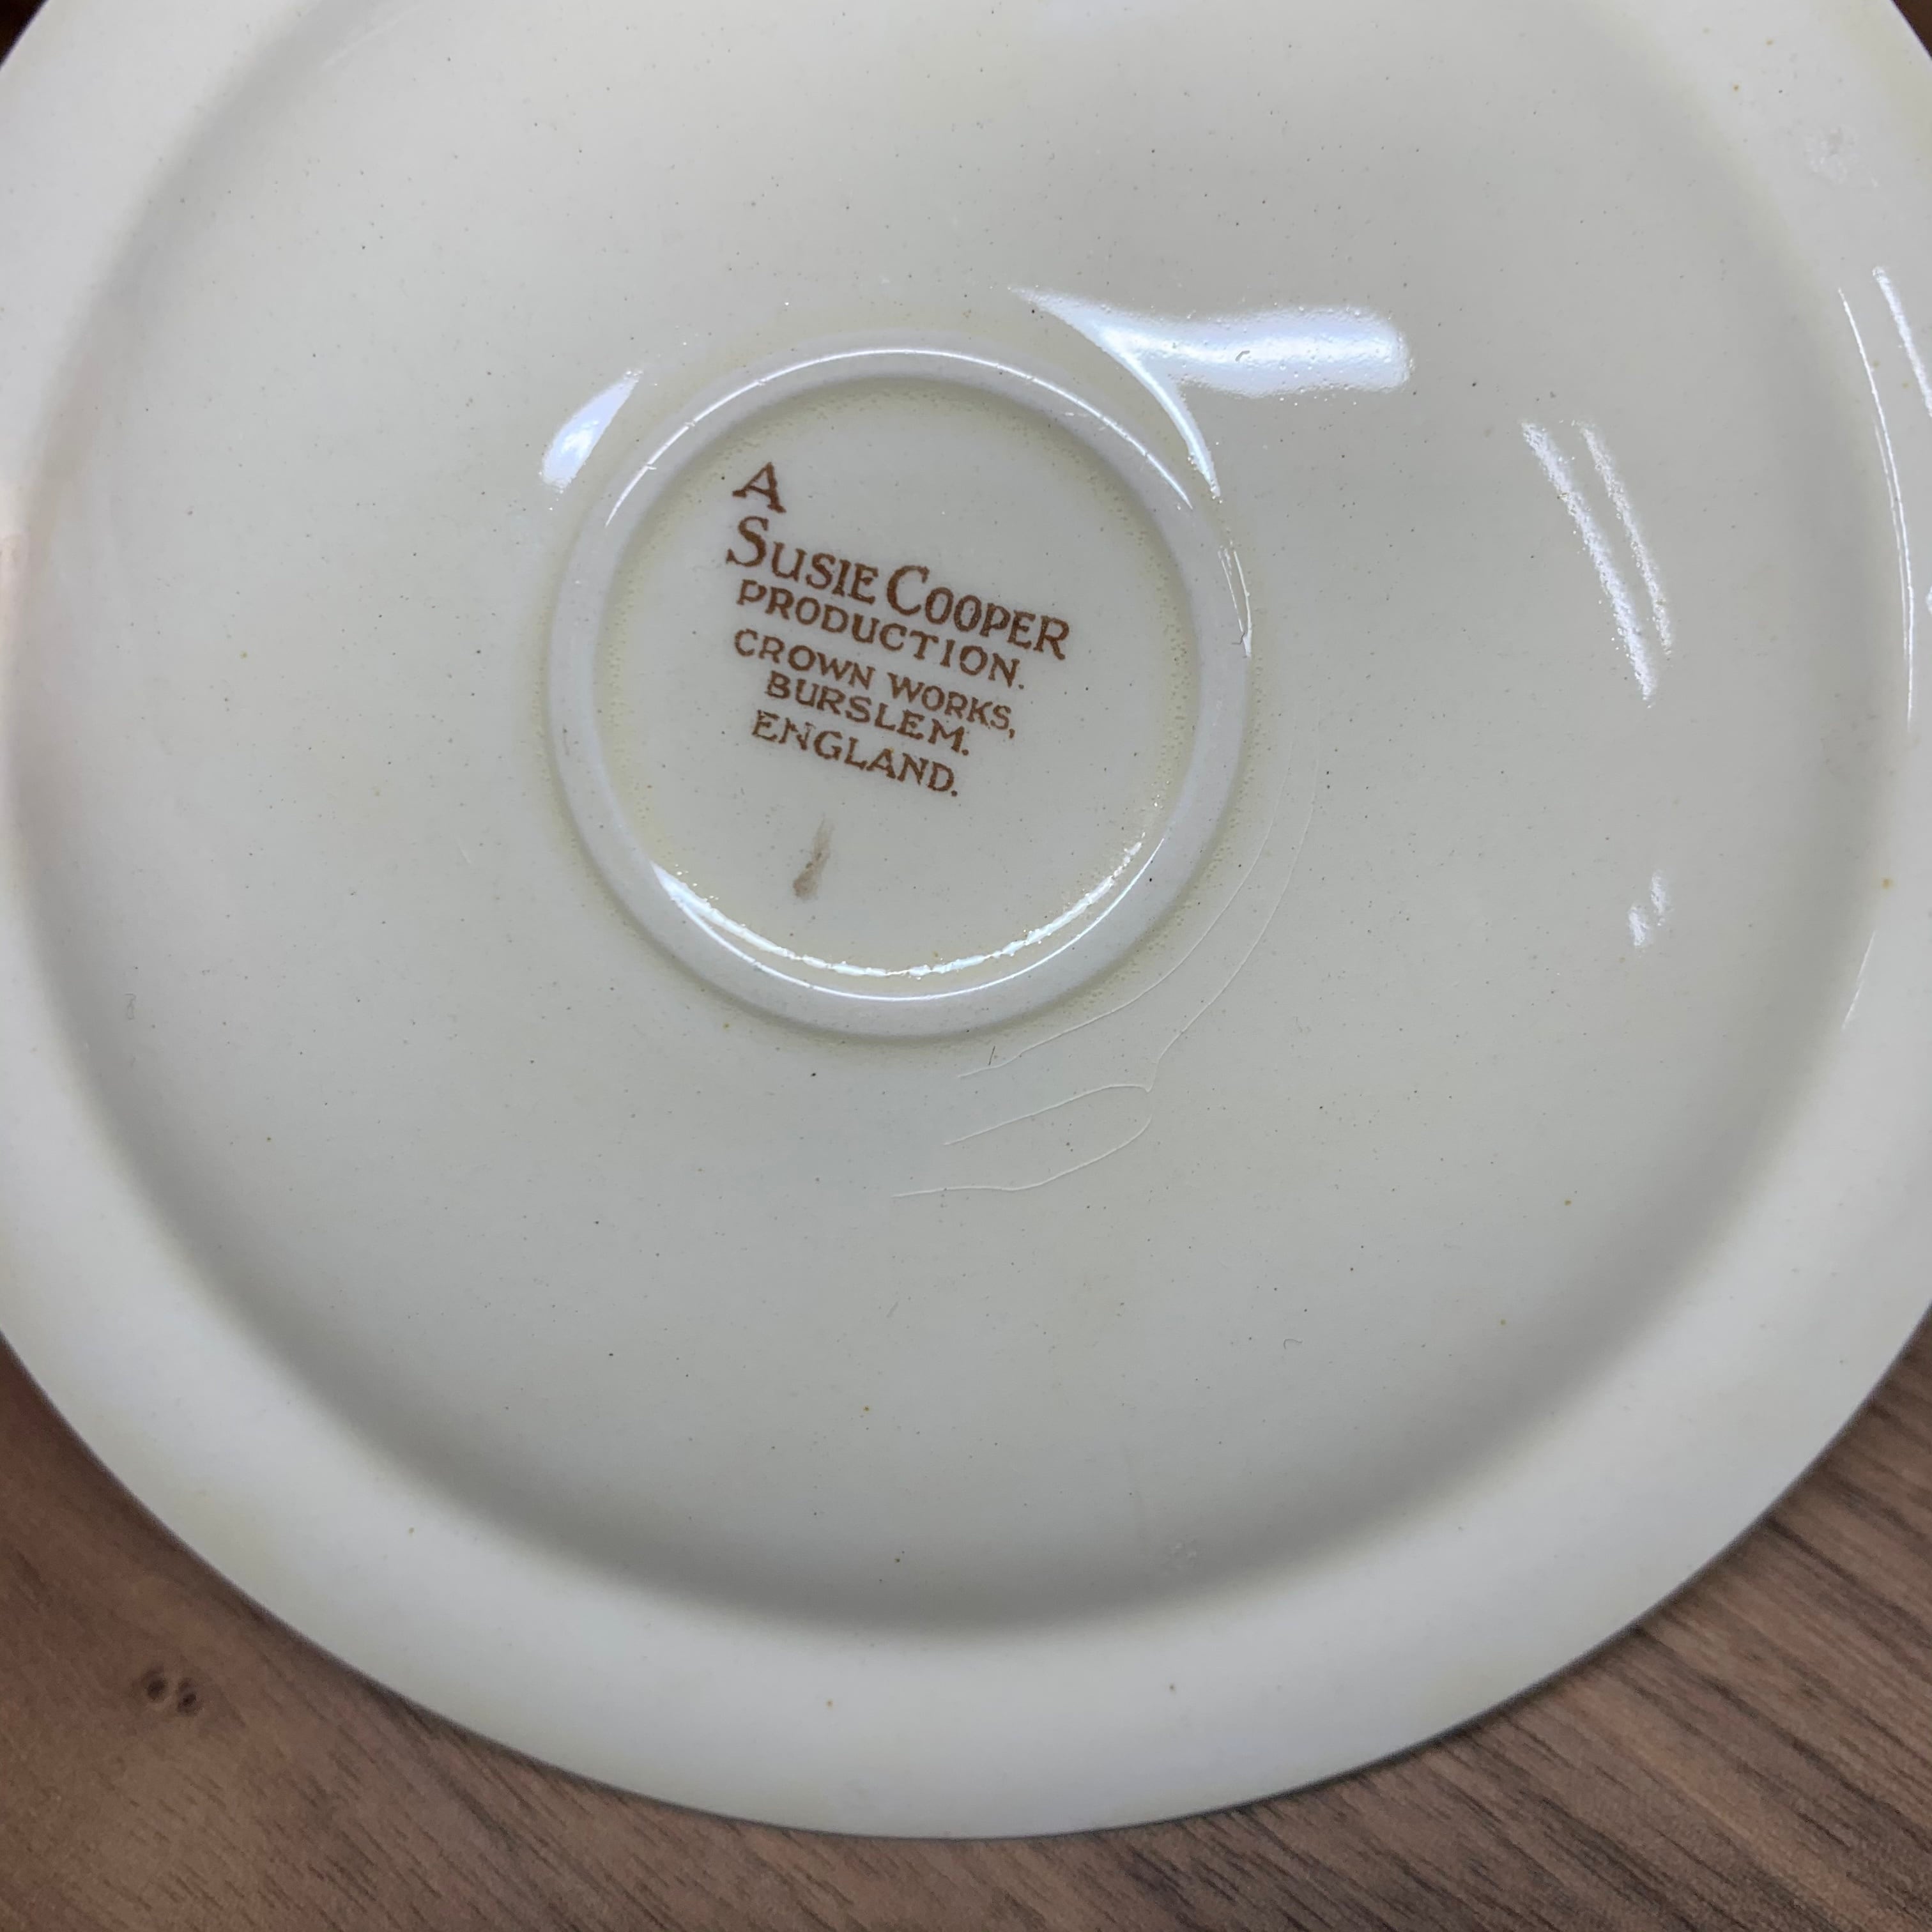 A
SUSIE COOPER
PRODUCTION.
CROWN WORKS,
BURSLEM.
ENGLAND.